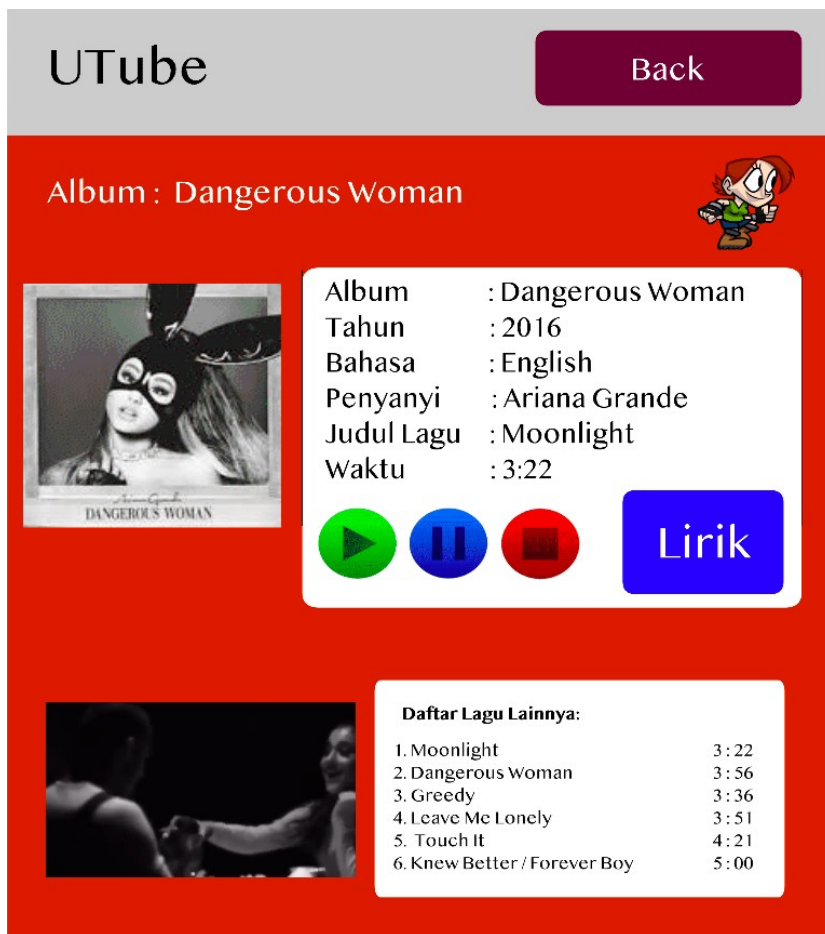 UTube
Back
Album : Dangerous Woman
Album : Dangerous Woman
Tahun : 2016
Bahasa : English
Penyanyi : Ariana Grande
Judul Lagu : Moonlight
Waktu : 3:22
Lirik
Ariana Grande
DANGEROUS WOMAN
Daftar Lagu Lainnya:
1. Moonlight 3 : 22
2. Dangerous Woman 3 : 56
3. Greedy 3 : 36
4. Leave Me Lonely 3 : 51
5. Touch It 4 : 21
6. Knew Better / Forever Boy 5 : 00